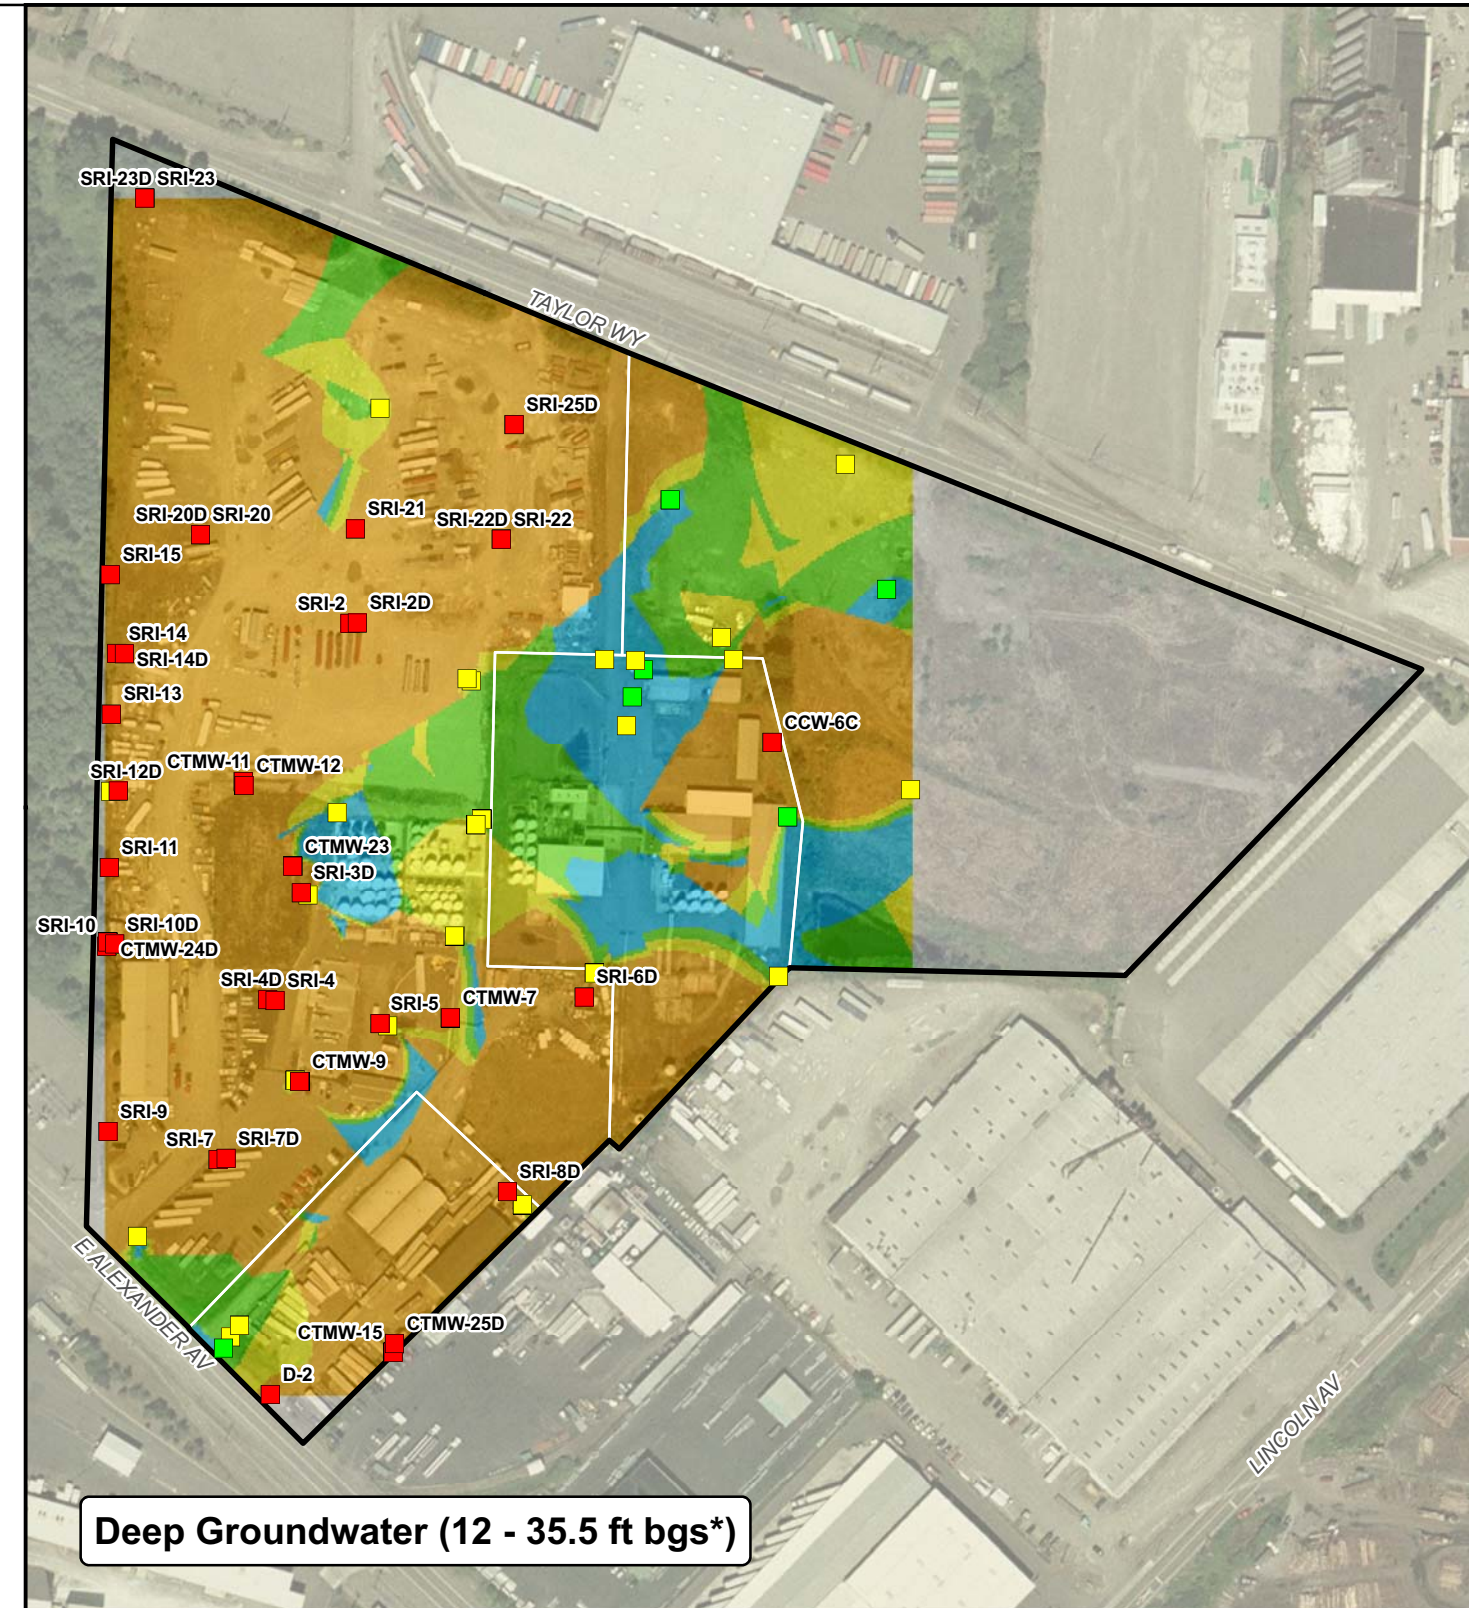 SRI-23D SRI-23
TAYLOR WY
SRI-25D
SRI-20D SRI-20
SRI-21
SRI-22D SRI-22
SRI-15
SRI-2
SRI-2D
SRI-14
SRI-14D
SRI-13
CCW-6C
SRI-12D
CTMW-11
CTMW-12
SRI-11
CTMW-23
SRI-3D
SRI-10
SRI-10D
CTMW-24D
SRI-4D SRI-4
SRI-6D
SRI-5
CTMW-7
CTMW-9
SRI-9
SRI-7
SRI-7D
SRI-8D
E ALEXANDER AV
CTMW-15
CTMW-25D
D-2
LINCOLN AV
Deep Groundwater (12 - 35.5 ft bgs*)